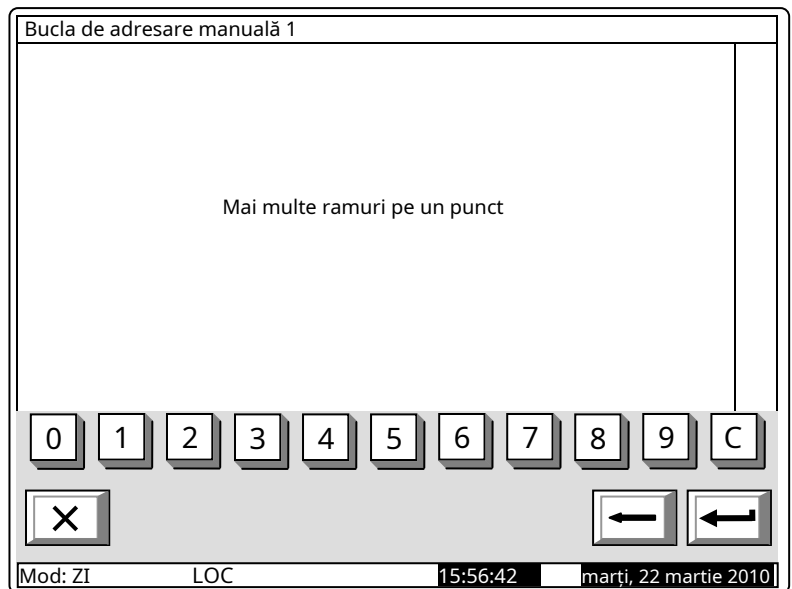 Bucla de adresare manuală 1
Mai multe ramuri pe un punct
0 1 2 3 4 5 6 7 8 9 C
Mod: ZI LOC 15:56:42 marți, 22 martie 2010